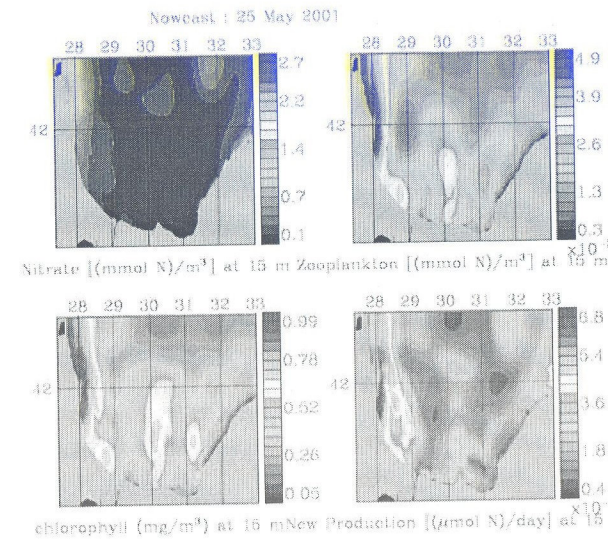 Nowcast : 25 May 2001
28 29 30 31 32 33
28 29 30 31 32 33
42
42
2.7
2.2
1.4
0.7
0.1
4.9
3.9
2.6
1.3
0.3
x10
Nitrate [(mmol N)/m³] at 15 m Zooplankton [(mmol N)/m³] at 15 m
28 29 30 31 32 33
28 29 30 31 32 33
42
42
0.99
0.78
0.52
0.26
0.05
6.8
5.4
3.6
1.8
0.4
x10
chlorophyll (mg/m³) at 15 mNew Production [(μmol N)/day] at 15